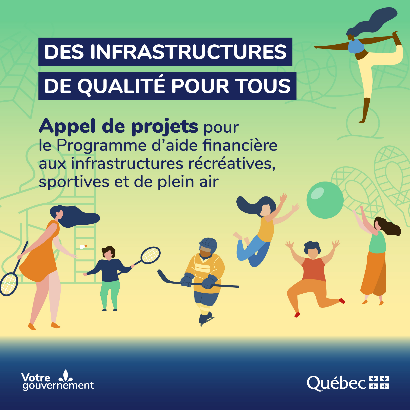 DES INFRASTRUCTURES
DE QUALITÉ POUR TOUS
Appel de projets pour
le Programme d'aide financière
aux infrastructures récréatives,
sportives et de plein air
Votre
gouvernement
Québec